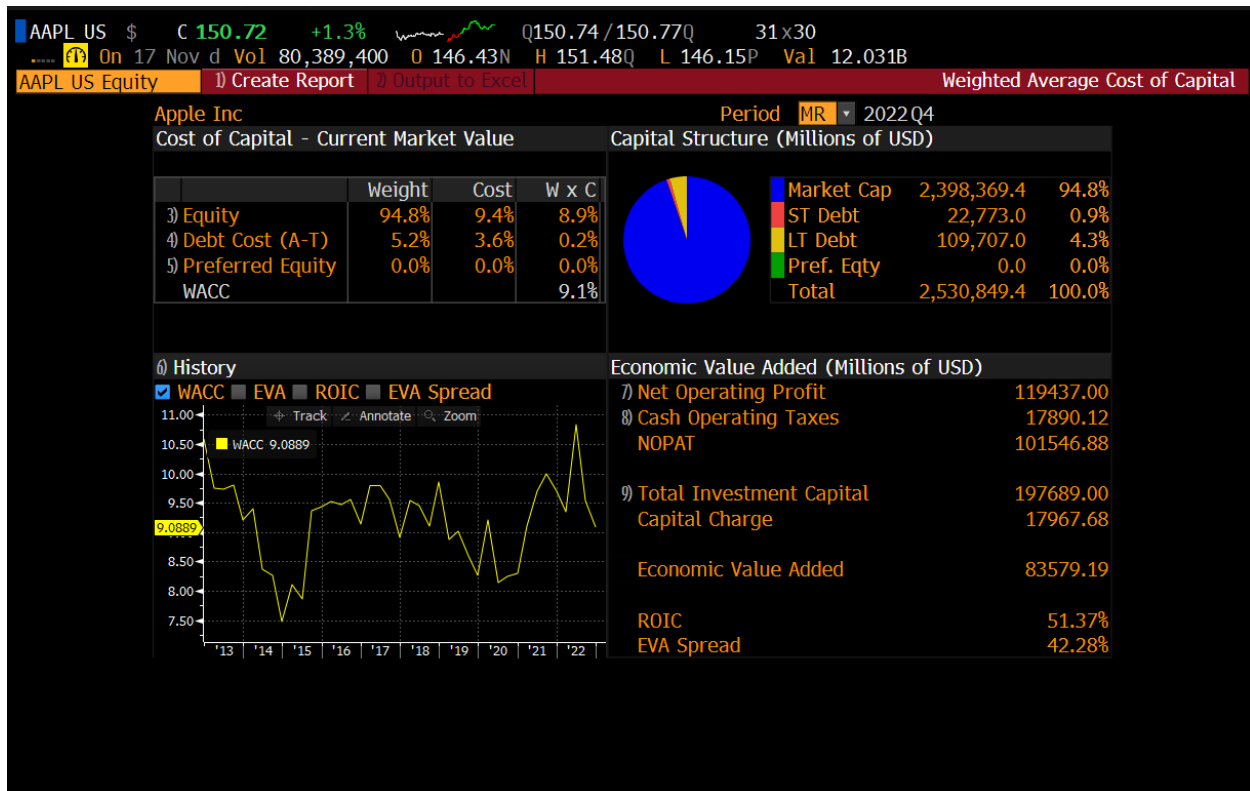 AAPL US $ C 150.72 +1.3% Q150.74/150.77Q 31x30
On 17 Nov d Vol 80,389,400 O 146.43N H 151.48Q L 146.15P Val 12.031B
AAPL US Equity 1) Create Report 2) Output to Excel Weighted Average Cost of Capital
Apple Inc Period MR 2022 Q4
Cost of Capital - Current Market Value
Weight Cost W x C
3) Equity 94.8% 9.4% 8.9%
4) Debt Cost (A-T) 5.2% 3.6% 0.2%
5) Preferred Equity 0.0% 0.0% 0.0%
WACC 9.1%
Capital Structure (Millions of USD)
Market Cap 2,398,369.4 94.8%
ST Debt 22,773.0 0.9%
LT Debt 109,707.0 4.3%
Pref. Eqty 0.0 0.0%
Total 2,530,849.4 100.0%
6) History
WACC EVA ROIC EVA Spread
Track Annotate Zoom
WACC 9.0889
11.00
10.50
10.00
9.50
9.0889
8.50
8.00
7.50
'13 '14 '15 '16 '17 '18 '19 '20 '21 '22
Economic Value Added (Millions of USD)
7) Net Operating Profit 119437.00
8) Cash Operating Taxes 17890.12
NOPAT 101546.88
9) Total Investment Capital 197689.00
Capital Charge 17967.68
Economic Value Added 83579.19
ROIC 51.37%
EVA Spread 42.28%